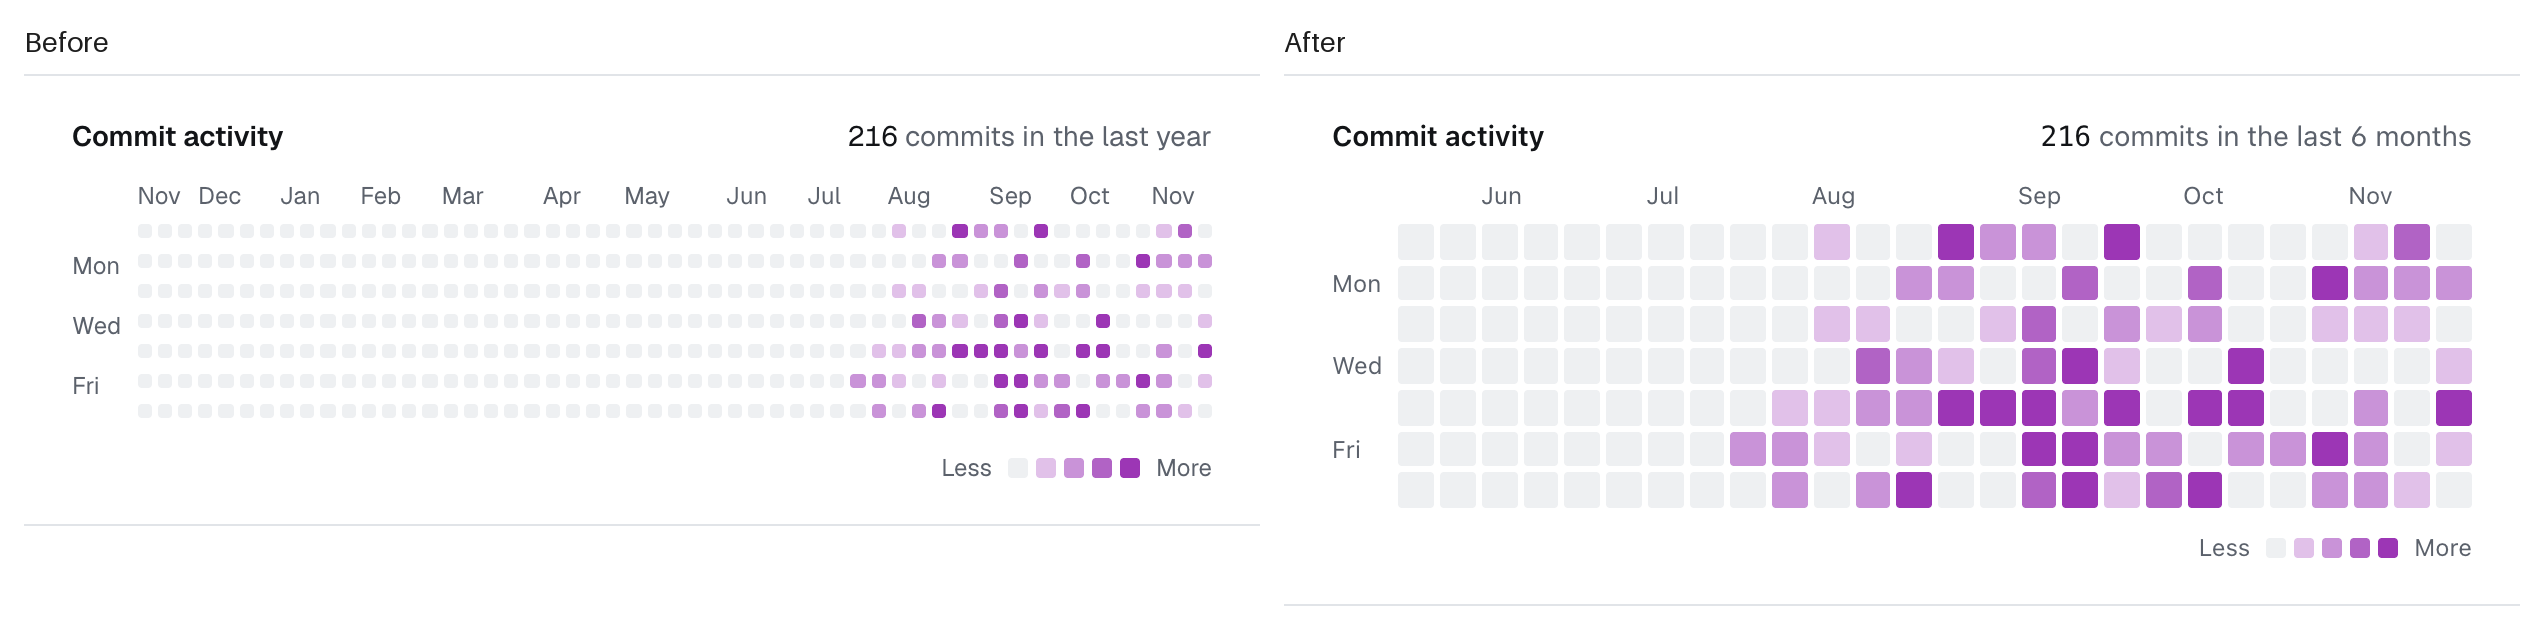 Before
Commit activity
216 commits in the last year
Nov Dec Jan Feb Mar Apr May Jun Jul Aug Sep Oct Nov
Mon
Wed
Fri
Less More
After
Commit activity
216 commits in the last 6 months
Jun Jul Aug Sep Oct Nov
Mon
Wed
Fri
Less More